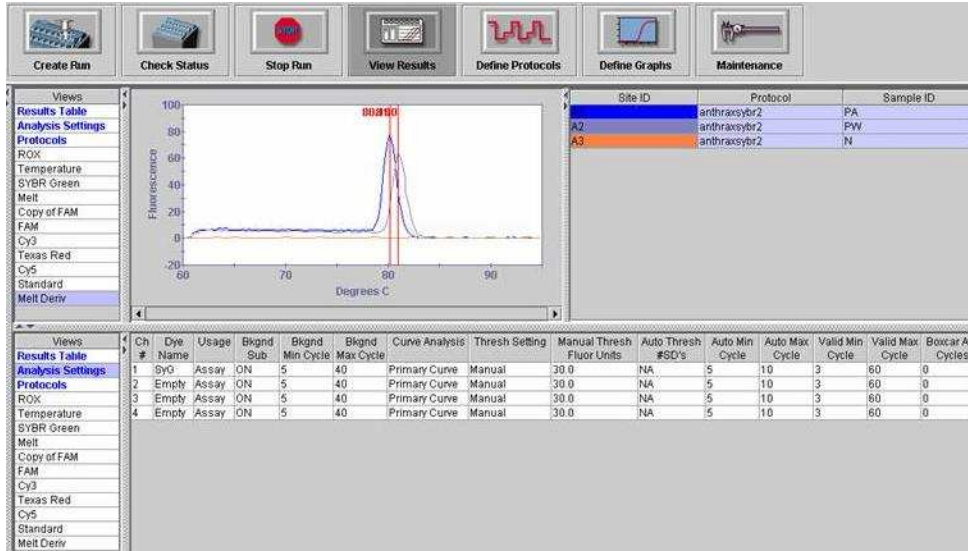 Create Run Check Status Stop Run View Results Define Protocols Define Graphs Maintenance
Views
Results Table
Analysis Settings
Protocols
ROX
Temperature
SYBR Green
Melt
Copy of FAM
FAM
Cy3
Texas Red
Cy5
Standard
Melt Deriv
100
80
60
40
20
0
-20
Fluorescence
60 70 80 90
Degrees C
Site ID Protocol Sample ID
anthraxsybr2 PA
A2 anthraxsybr2 PW
A3 anthraxsybr2 N
Views
Results Table
Analysis Settings
Protocols
ROX
Temperature
SYBR Green
Melt
Copy of FAM
FAM
Cy3
Texas Red
Cy5
Standard
Melt Deriv
Ch Dye Usage Bkgnd Bkgnd Bkgnd Curve Analysis Thresh Setting Manual Thresh Auto Thresh Auto Min Auto Max Valid Min Valid Max Boxcar A
# Name Sub Min Cycle Max Cycle Fluor Units #SD's Cycle Cycle Cycle Cycle Cycles
1 SyG Assay ON 5 40 Primary Curve Manual 30.0 NA 5 10 3 60 0
2 Empty Assay ON 5 40 Primary Curve Manual 30.0 NA 5 10 3 60 0
3 Empty Assay ON 5 40 Primary Curve Manual 30.0 NA 5 10 3 60 0
4 Empty Assay ON 5 40 Primary Curve Manual 30.0 NA 5 10 3 60 0